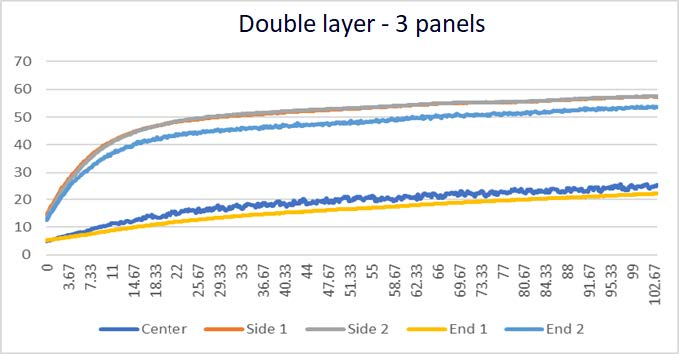 Double layer - 3 panels
70
60
50
40
30
20
10
0
0 3.67 7.33 11 14.67 18.33 22 25.67 29.33 33 36.67 40.33 44 47.67 51.33 55 58.67 62.33 66 69.67 73.33 77 80.67 84.33 88 91.67 95.33 99 102.67
Center Side 1 Side 2 End 1 End 2